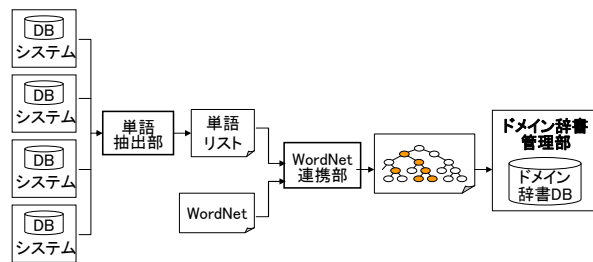 DB
システム
DB
システム
DB
システム
DB
システム
単語
抽出部
単語
リスト
WordNet
WordNet
連携部
ドメイン辞書
管理部
ドメイン
辞書DB